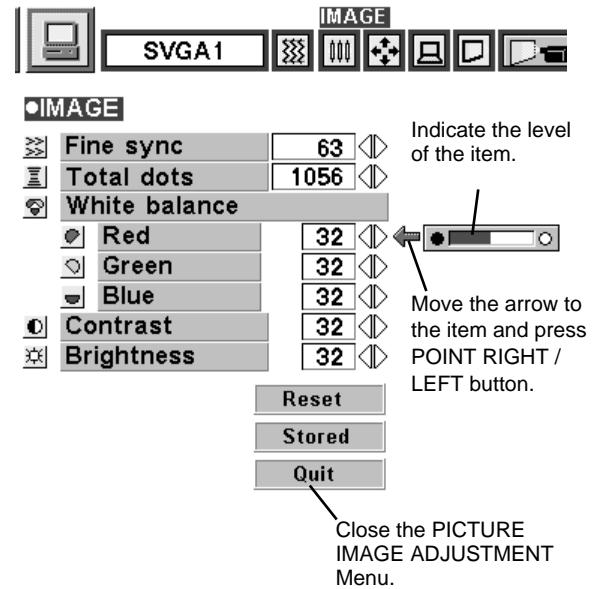 IMAGE
SVGA1
●IMAGE
Fine sync 63
Total dots 1056
White balance
Red 32
Green 32
Blue 32
Contrast 32
Brightness 32
Reset
Stored
Quit
Indicate the level
of the item.
Move the arrow to
the item and press
POINT RIGHT /
LEFT button.
Close the PICTURE
IMAGE ADJUSTMENT
Menu.